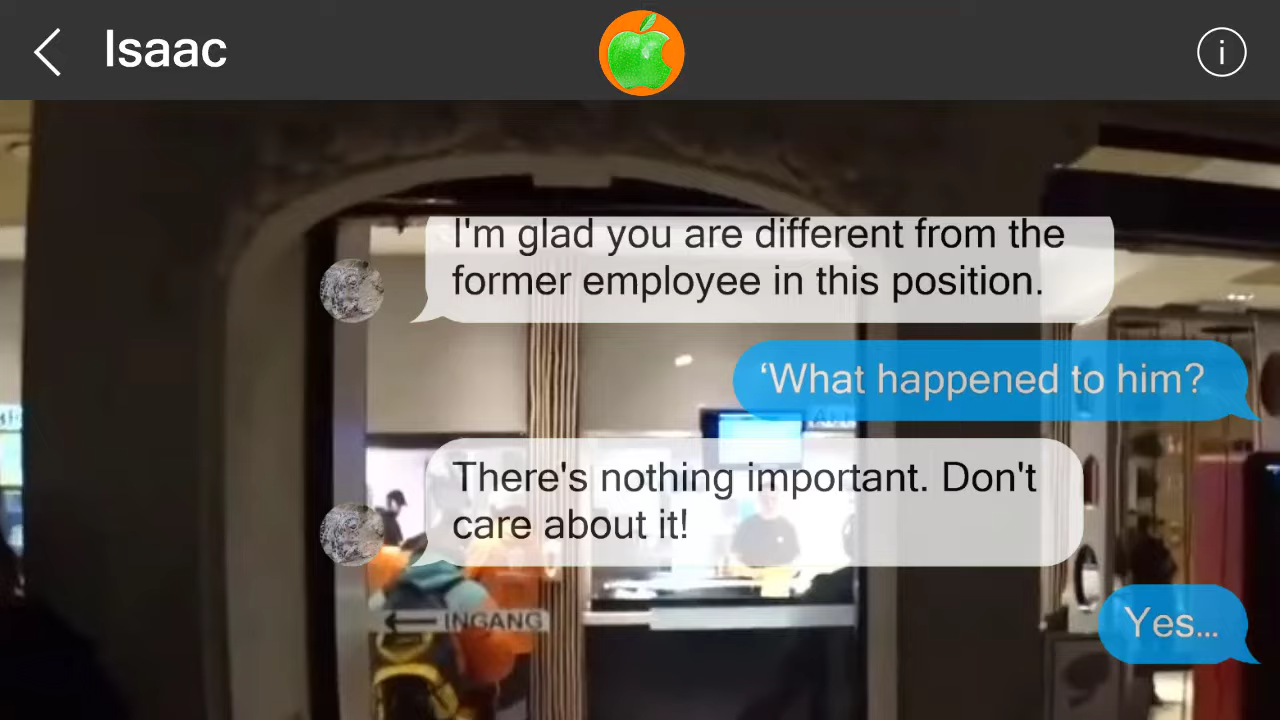 Isaac
i
I'm glad you are different from the
former employee in this position.
‘What happened to him?
There's nothing important. Don't
care about it!
Yes...
← INGANG